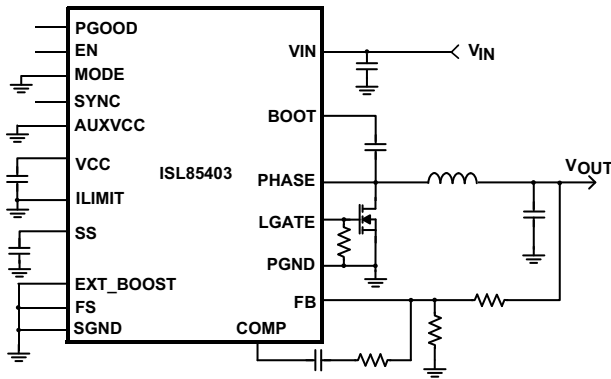 PGOOD
EN
MODE
SYNC
AUXVCC
VCC
ILIMIT
SS
EXT_BOOST
FS
SGND
ISL85403
COMP
VIN
BOOT
PHASE
LGATE
PGND
FB
VIN
VOUT